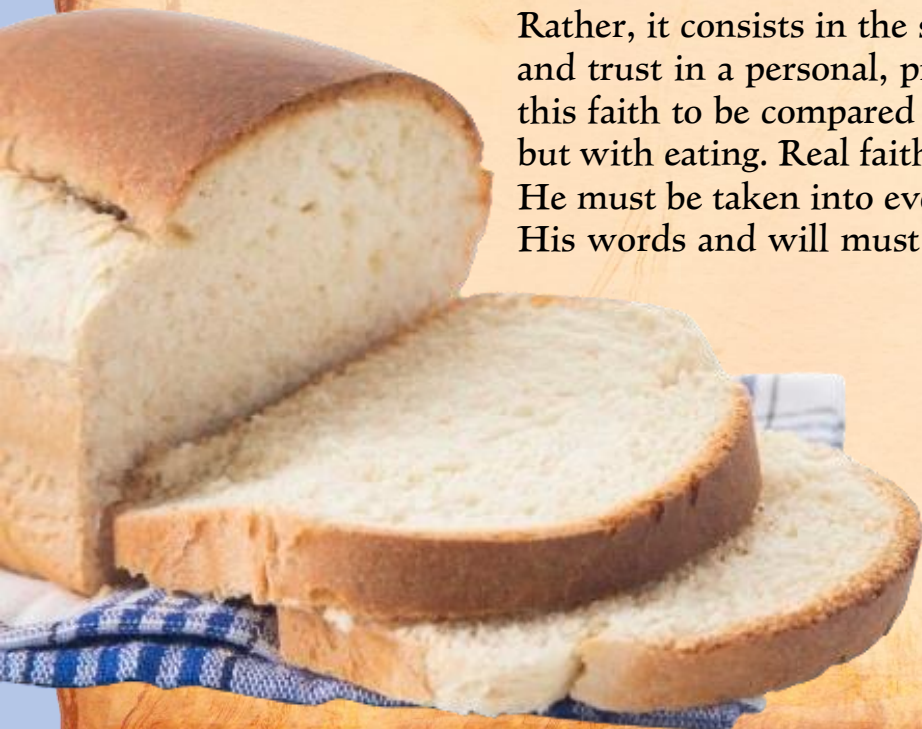 Rather, it consists in the
and trust in a personal,
this faith to be compared
but with eating. Real faith
He must be taken into
His words and will must